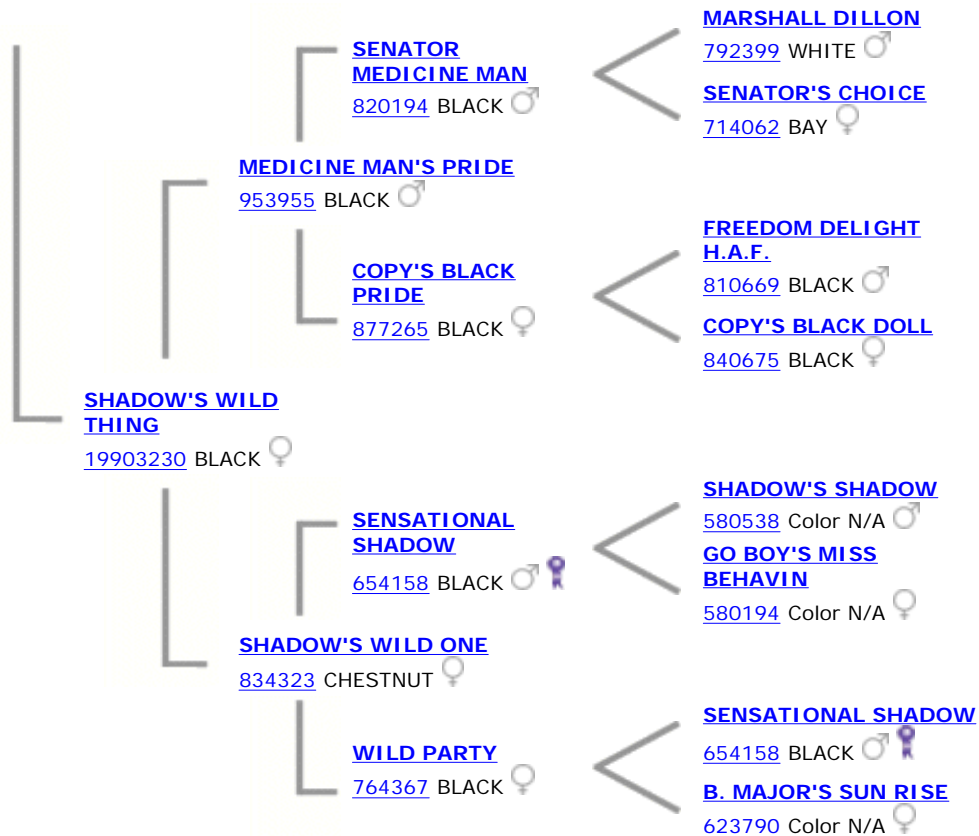 MARSHALL DILLON
792399 WHITE
SENATOR
MEDICINE MAN
820194 BLACK
SENATOR'S CHOICE
714062 BAY
MEDICINE MAN'S PRIDE
953955 BLACK
FREEDOM DELIGHT
H.A.F.
810669 BLACK
COPY'S BLACK
PRIDE
877265 BLACK
COPY'S BLACK DOLL
840675 BLACK
SHADOW'S WILD
THING
19903230 BLACK
SHADOW'S SHADOW
580538 Color N/A
SENSATIONAL
SHADOW
654158 BLACK
GO BOY'S MISS
BEHAVIN
580194 Color N/A
SHADOW'S WILD ONE
834323 CHESTNUT
SENSATIONAL SHADOW
654158 BLACK
WILD PARTY
764367 BLACK
B. MAJOR'S SUN RISE
623790 Color N/A